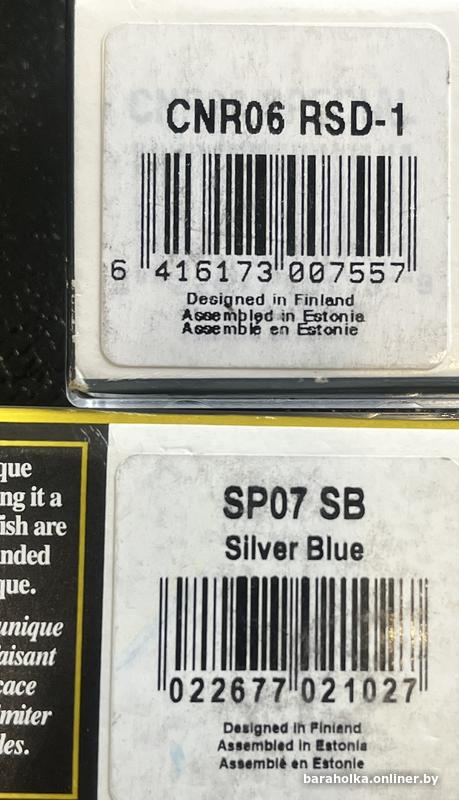 CNR06 RSD-1
6 416173 007557
Designed in Finland
Assembled in Estonia
Assemblé en Estonie
que
ng it a
ish are
nded
que.
unique
aisant
cace
imiter
les.
SP07 SB
Silver Blue
022677 021027
Designed in Finland
Assembled in Estonia
Assemblé en Estonie
baraholka.onliner.by